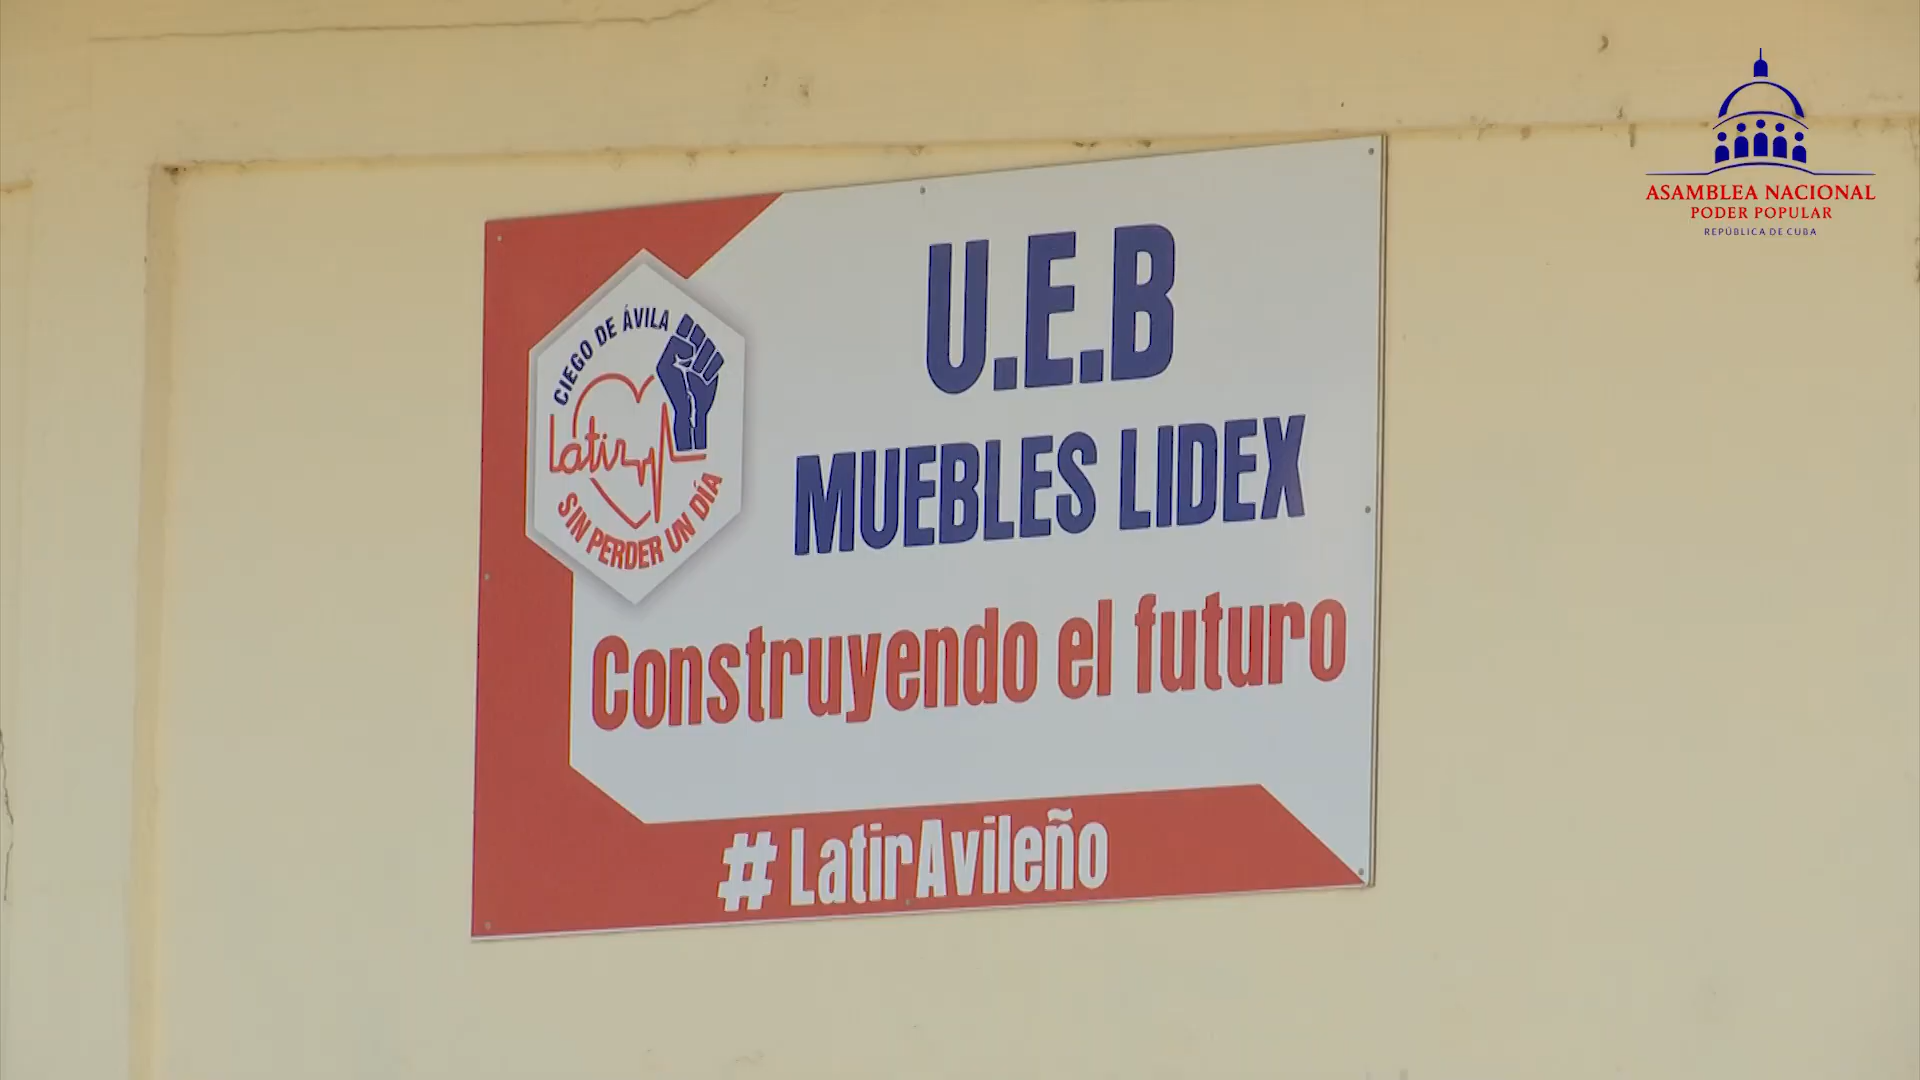 ASAMBLEA NACIONAL
PODER POPULAR
REPÚBLICA DE CUBA
CIEGO DE ÁVILA
Latir
SIN PERDER UN DÍA
U.E.B
MUEBLES LIDEX
Construyendo el futuro
#LatirAvileño